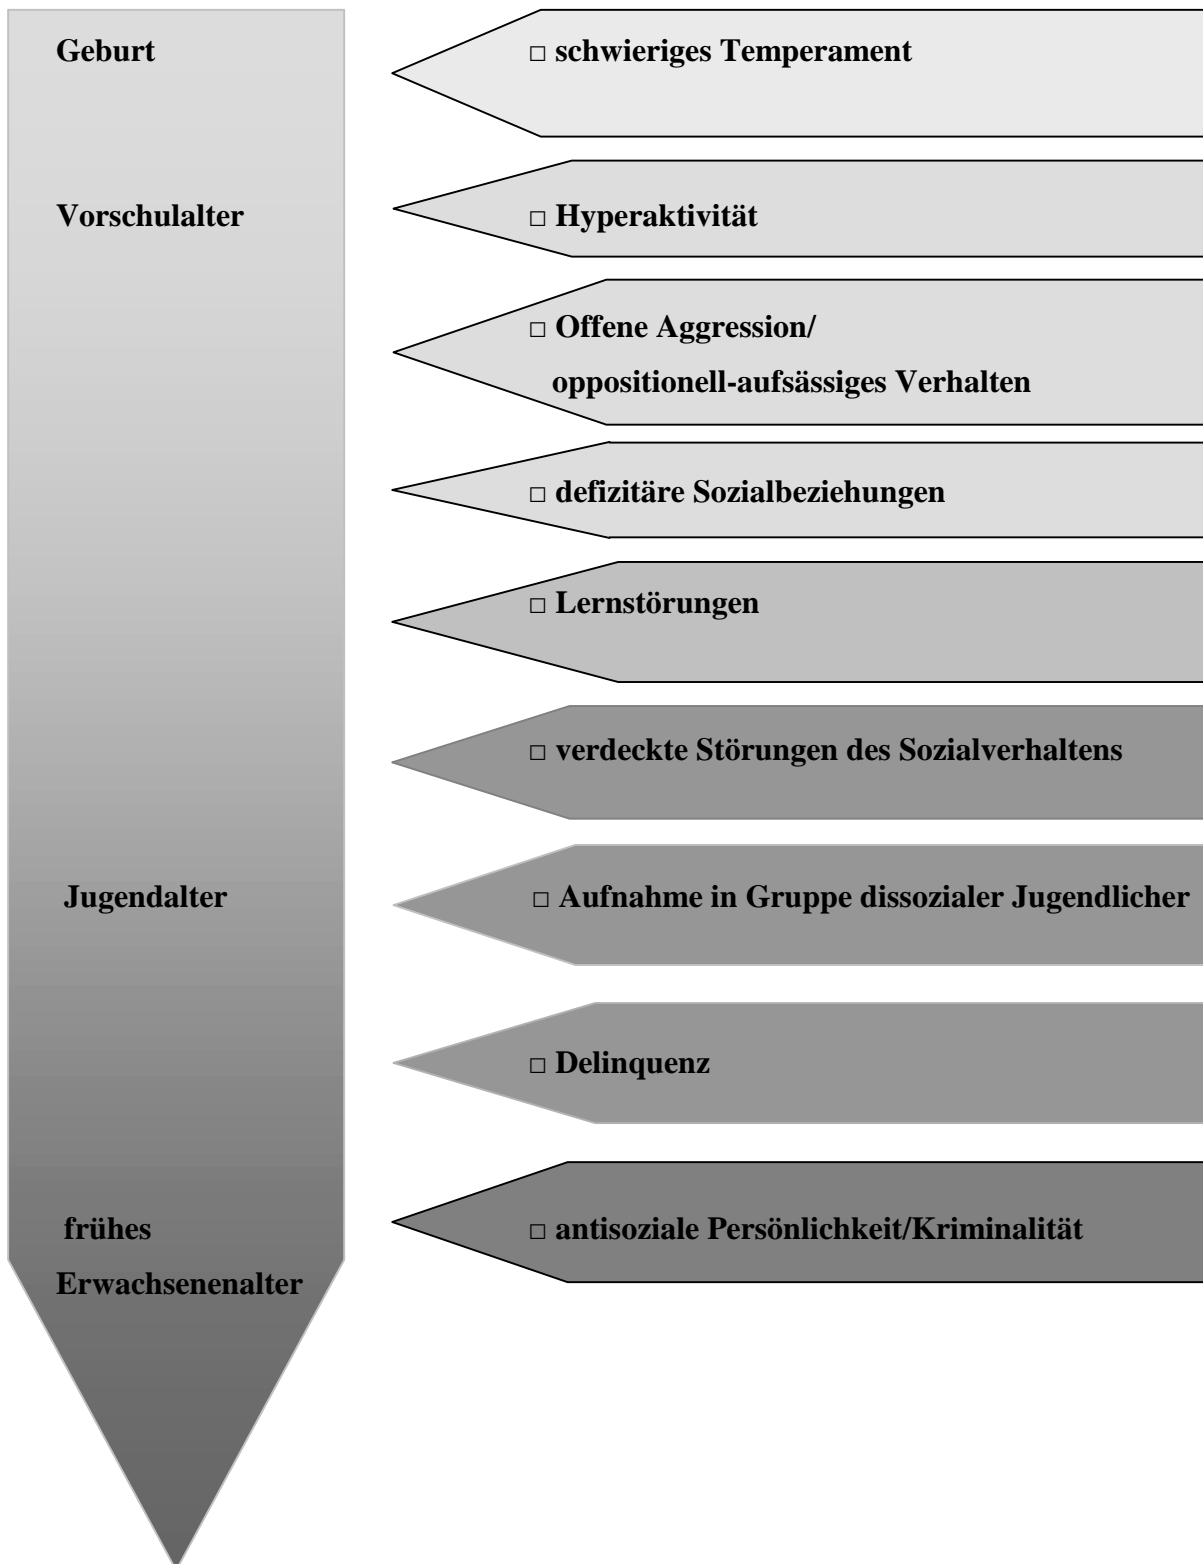 Geburt
□ schwieriges Temperament
Vorschulalter
□ Hyperaktivität
□ Offene Aggression/
oppositionell-aufsässiges Verhalten
□ defizitäre Sozialbeziehungen
□ Lernstörungen
□ verdeckte Störungen des Sozialverhaltens
Jugendalter
□ Aufnahme in Gruppe dissozialer Jugendlicher
□ Delinquenz
frühes
Erwachsenenalter
□ antisoziale Persönlichkeit/Kriminalität